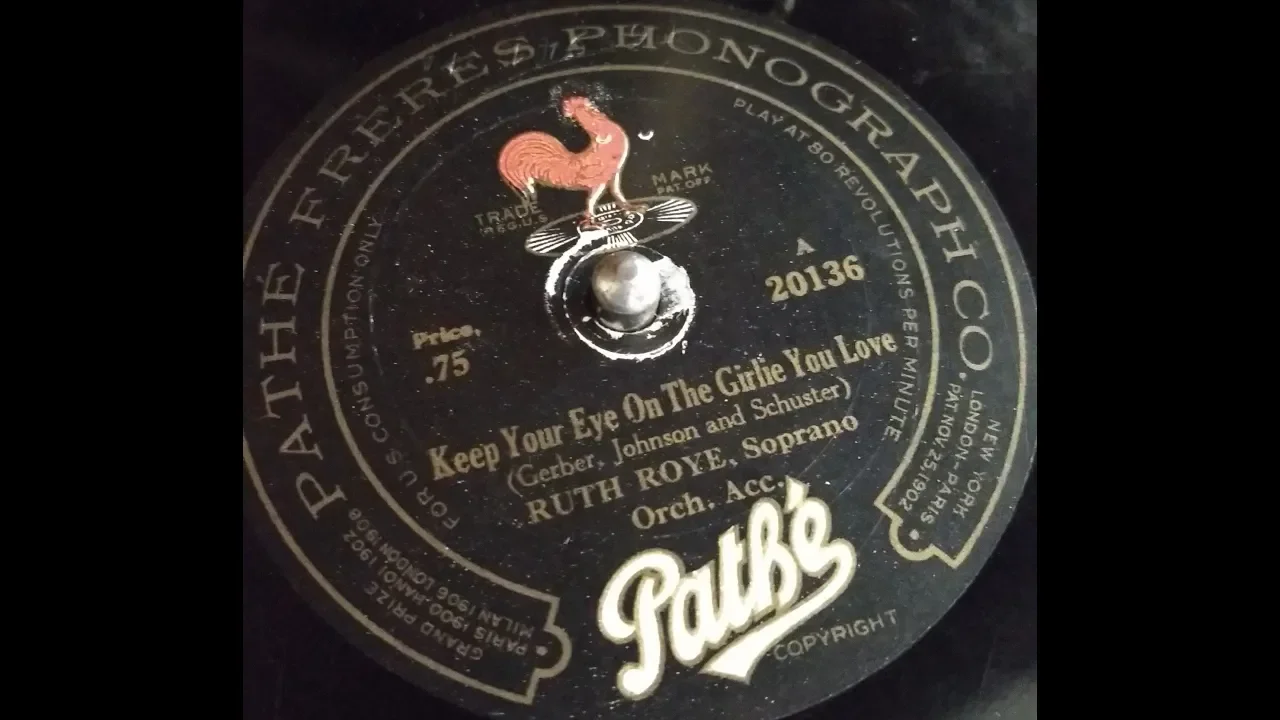 PATHÉ FRÈRES PHONOGRAPH CO.
NEW YORK
LONDON-PARIS
PAT. NOV. 25, 1902
PLAY AT 80 REVOLUTIONS PER MINUTE
FOR U.S. CONSUMPTION ONLY
GRAND PRIZE
PARIS 1900-HANOI 1902
MILAN 1906 LONDON 1908
TRADE MARK
REG. U.S. PAT. OFF.
A
20136
Price,
.75
Keep Your Eye On The Girlie You Love
(Gerber, Johnson and Schuster)
RUTH ROYE, Soprano
Orch. Acc.
Pathé
COPYRIGHT